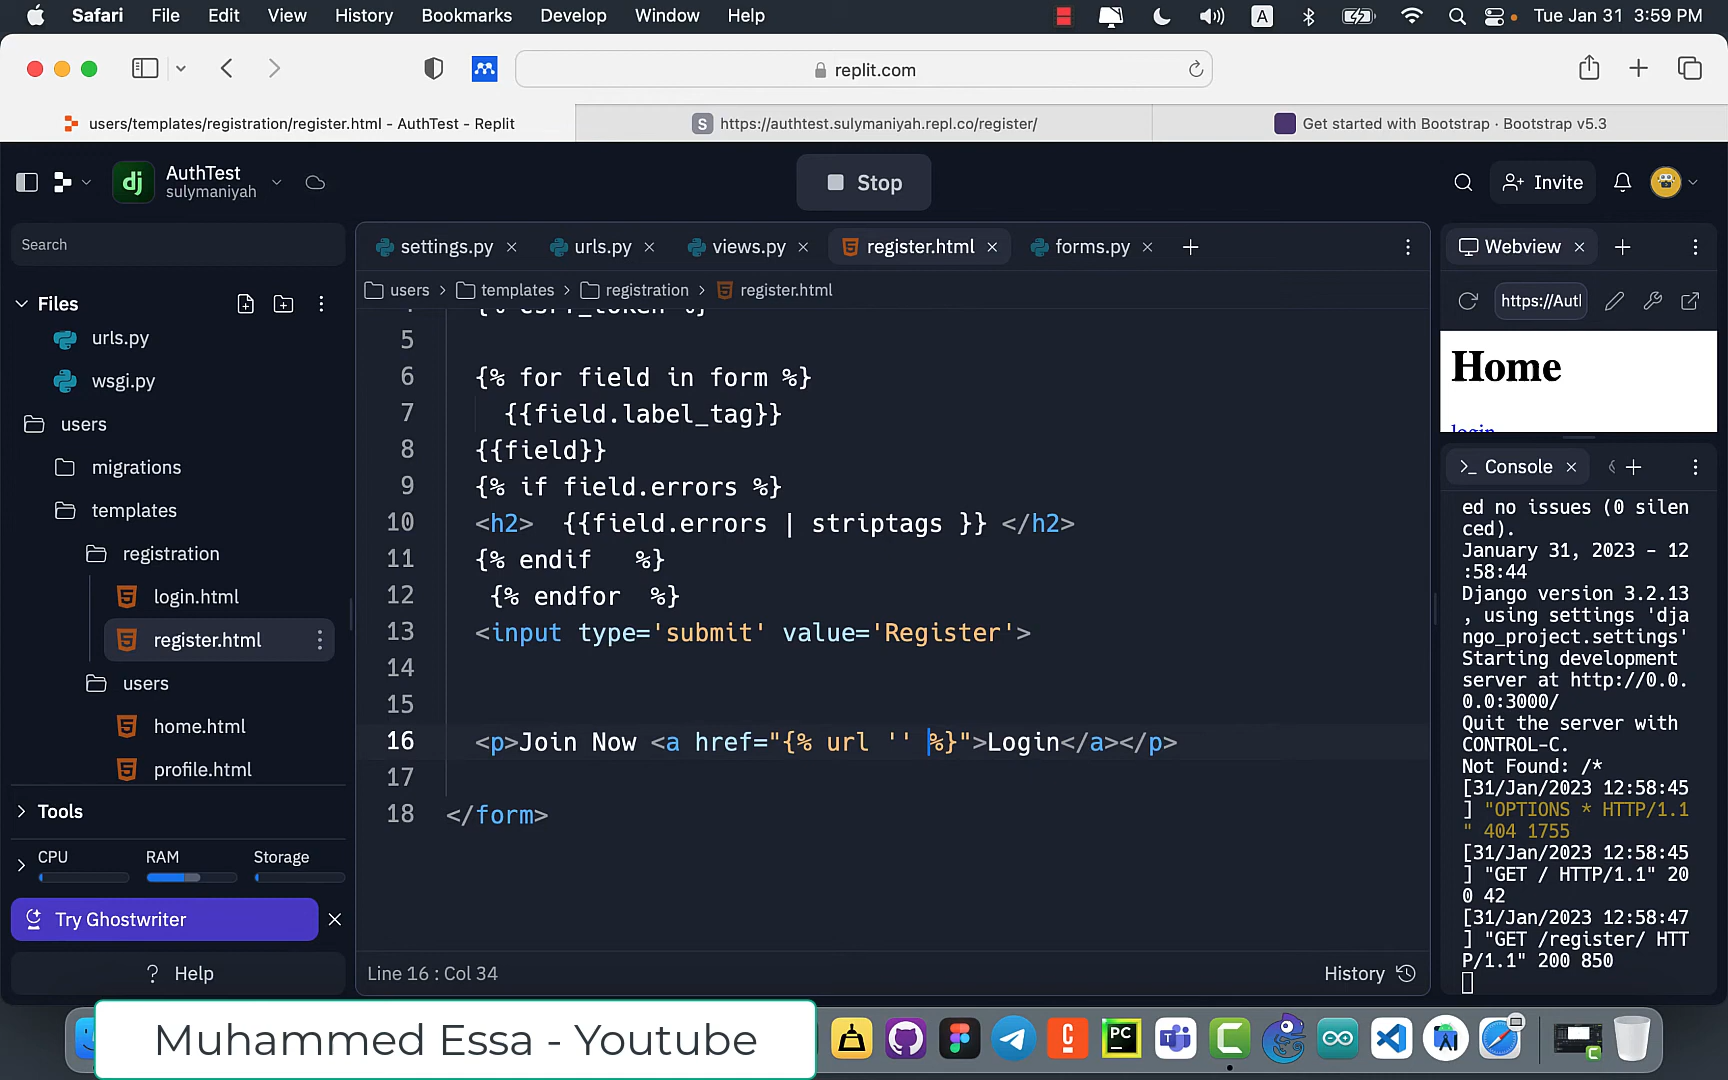 Safari File Edit View History Bookmarks Develop Window Help A Tue Jan 31 3:59 PM
replit.com
users/templates/registration/register.html - AuthTest - Replit
S https://authtest.sulymaniyah.repl.co/register/
Get started with Bootstrap · Bootstrap v5.3
dj AuthTest
sulymaniyah
Stop
Invite
Search
Files
urls.py
wsgi.py
users
migrations
templates
registration
login.html
register.html
users
home.html
profile.html
Tools
CPU RAM Storage
Try Ghostwriter
? Help
settings.py urls.py views.py register.html forms.py
users > templates > registration > register.html
4 {% csrf_token %}
5
6 {% for field in form %}
7 {{field.label_tag}}
8 {{field}}
9 {% if field.errors %}
10 <h2>  {{field.errors | striptags }} </h2>
11 {% endif   %}
12 {% endfor  %}
13 <input type='submit' value='Register'>
14
15
16 <p>Join Now <a href="{% url '' %}">Login</a></p>
17
18 </form>
Line 16 : Col 34
History
Webview
https://Autl
Home
login
>_ Console
ed no issues (0 silen
ced).
January 31, 2023 - 12
:58:44
Django version 3.2.13
, using settings 'dja
ngo_project.settings'
Starting development
server at http://0.0.
0.0:3000/
Quit the server with
CONTROL-C.
Not Found: /*
[31/Jan/2023 12:58:45
] "OPTIONS * HTTP/1.1
" 404 1755
[31/Jan/2023 12:58:45
] "GET / HTTP/1.1" 20
0 42
[31/Jan/2023 12:58:47
] "GET /register/ HTT
P/1.1" 200 850
Muhammed Essa - Youtube
PC